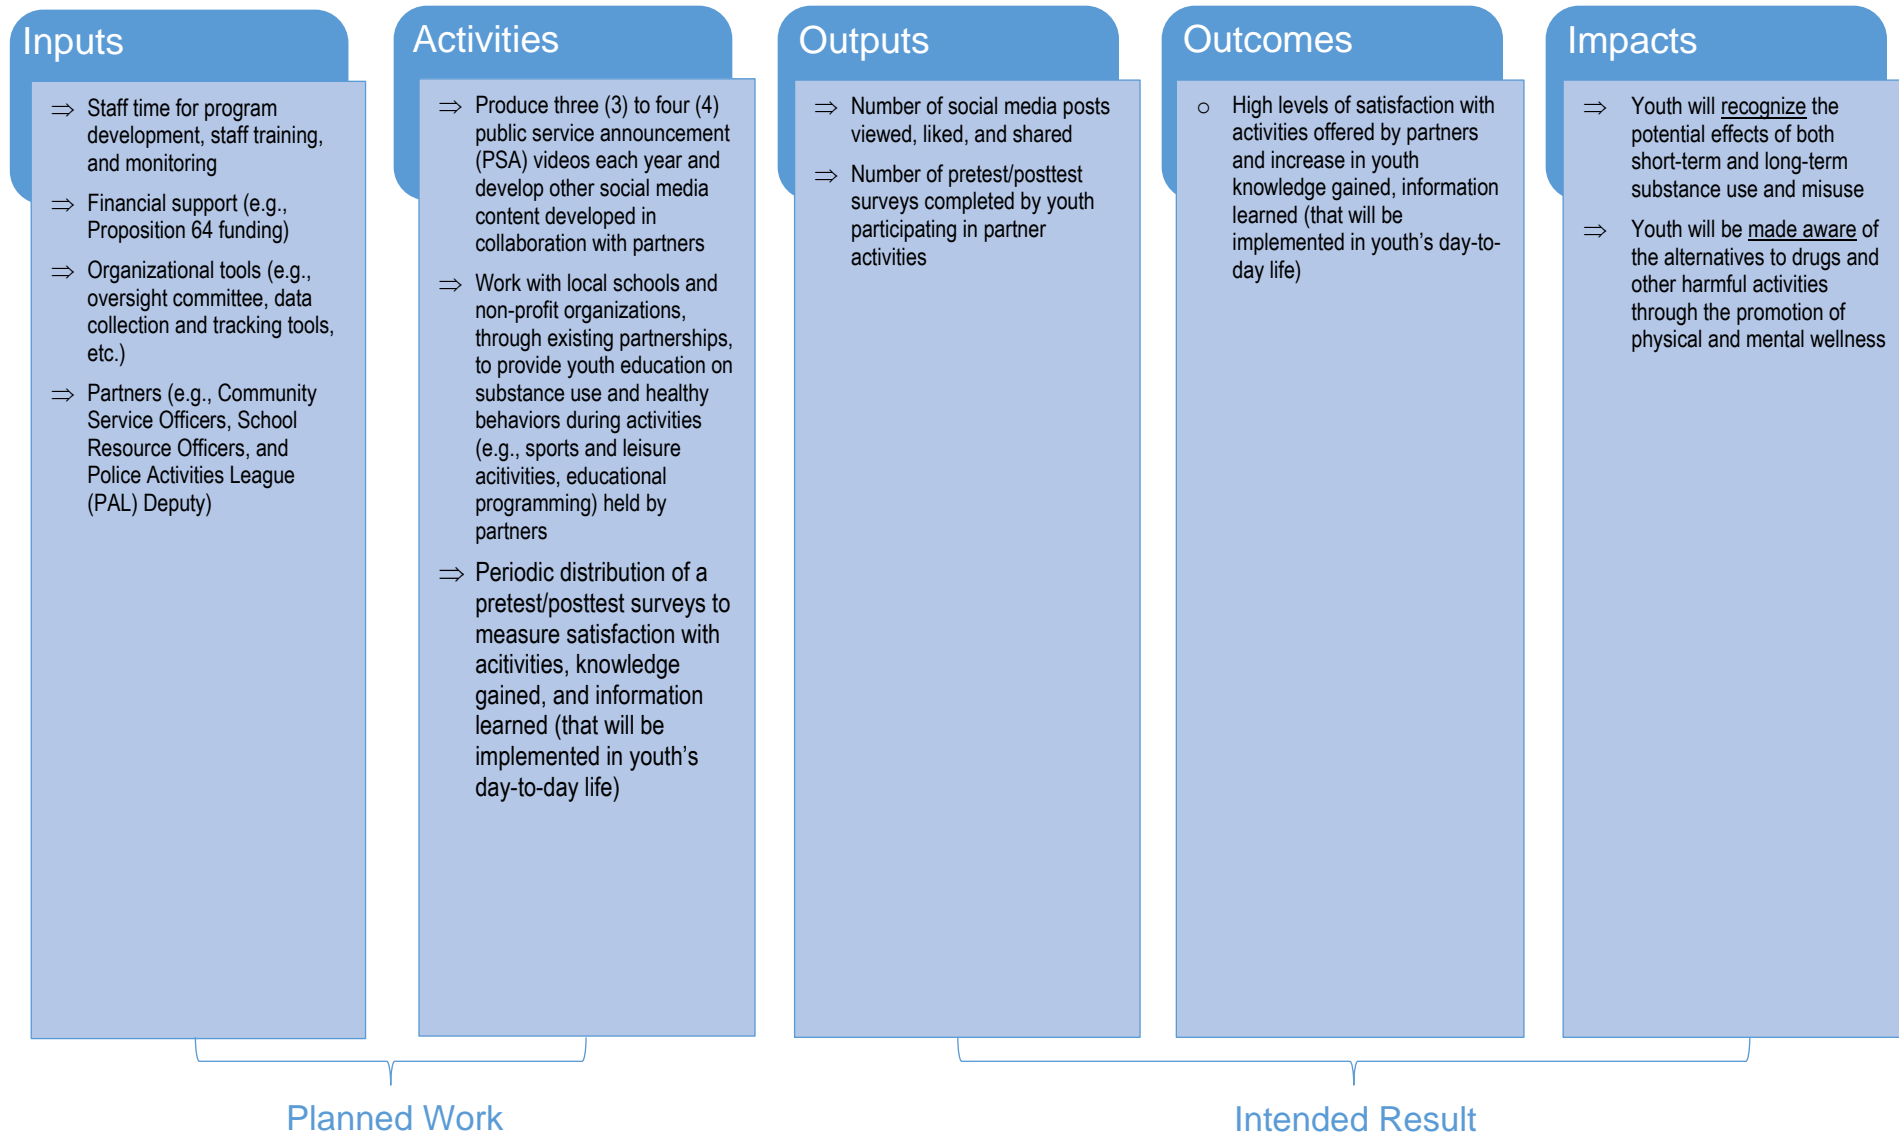 Inputs
⇒ Staff time for program
development, staff training,
and monitoring
⇒ Financial support (e.g.,
Proposition 64 funding)
⇒ Organizational tools (e.g.,
oversight committee, data
collection and tracking tools,
etc.)
⇒ Partners (e.g., Community
Service Officers, School
Resource Officers, and
Police Activities League
(PAL) Deputy)
Activities
⇒ Produce three (3) to four (4)
public service announcement
(PSA) videos each year and
develop other social media
content developed in
collaboration with partners
⇒ Work with local schools and
non-profit organizations,
through existing partnerships,
to provide youth education on
substance use and healthy
behaviors during activities
(e.g., sports and leisure
acitivities, educational
programming) held by
partners
⇒ Periodic distribution of a
pretest/posttest surveys to
measure satisfaction with
acitivities, knowledge
gained, and information
learned (that will be
implemented in youth’s
day-to-day life)
Outputs
⇒ Number of social media posts
viewed, liked, and shared
⇒ Number of pretest/posttest
surveys completed by youth
participating in partner
activities
Outcomes
○ High levels of satisfaction with
activities offered by partners
and increase in youth
knowledge gained, information
learned (that will be
implemented in youth’s day-to-
day life)
Impacts
⇒ Youth will recognize the
potential effects of both
short-term and long-term
substance use and misuse
⇒ Youth will be made aware of
the alternatives to drugs and
other harmful activities
through the promotion of
physical and mental wellness
Planned Work
Intended Result